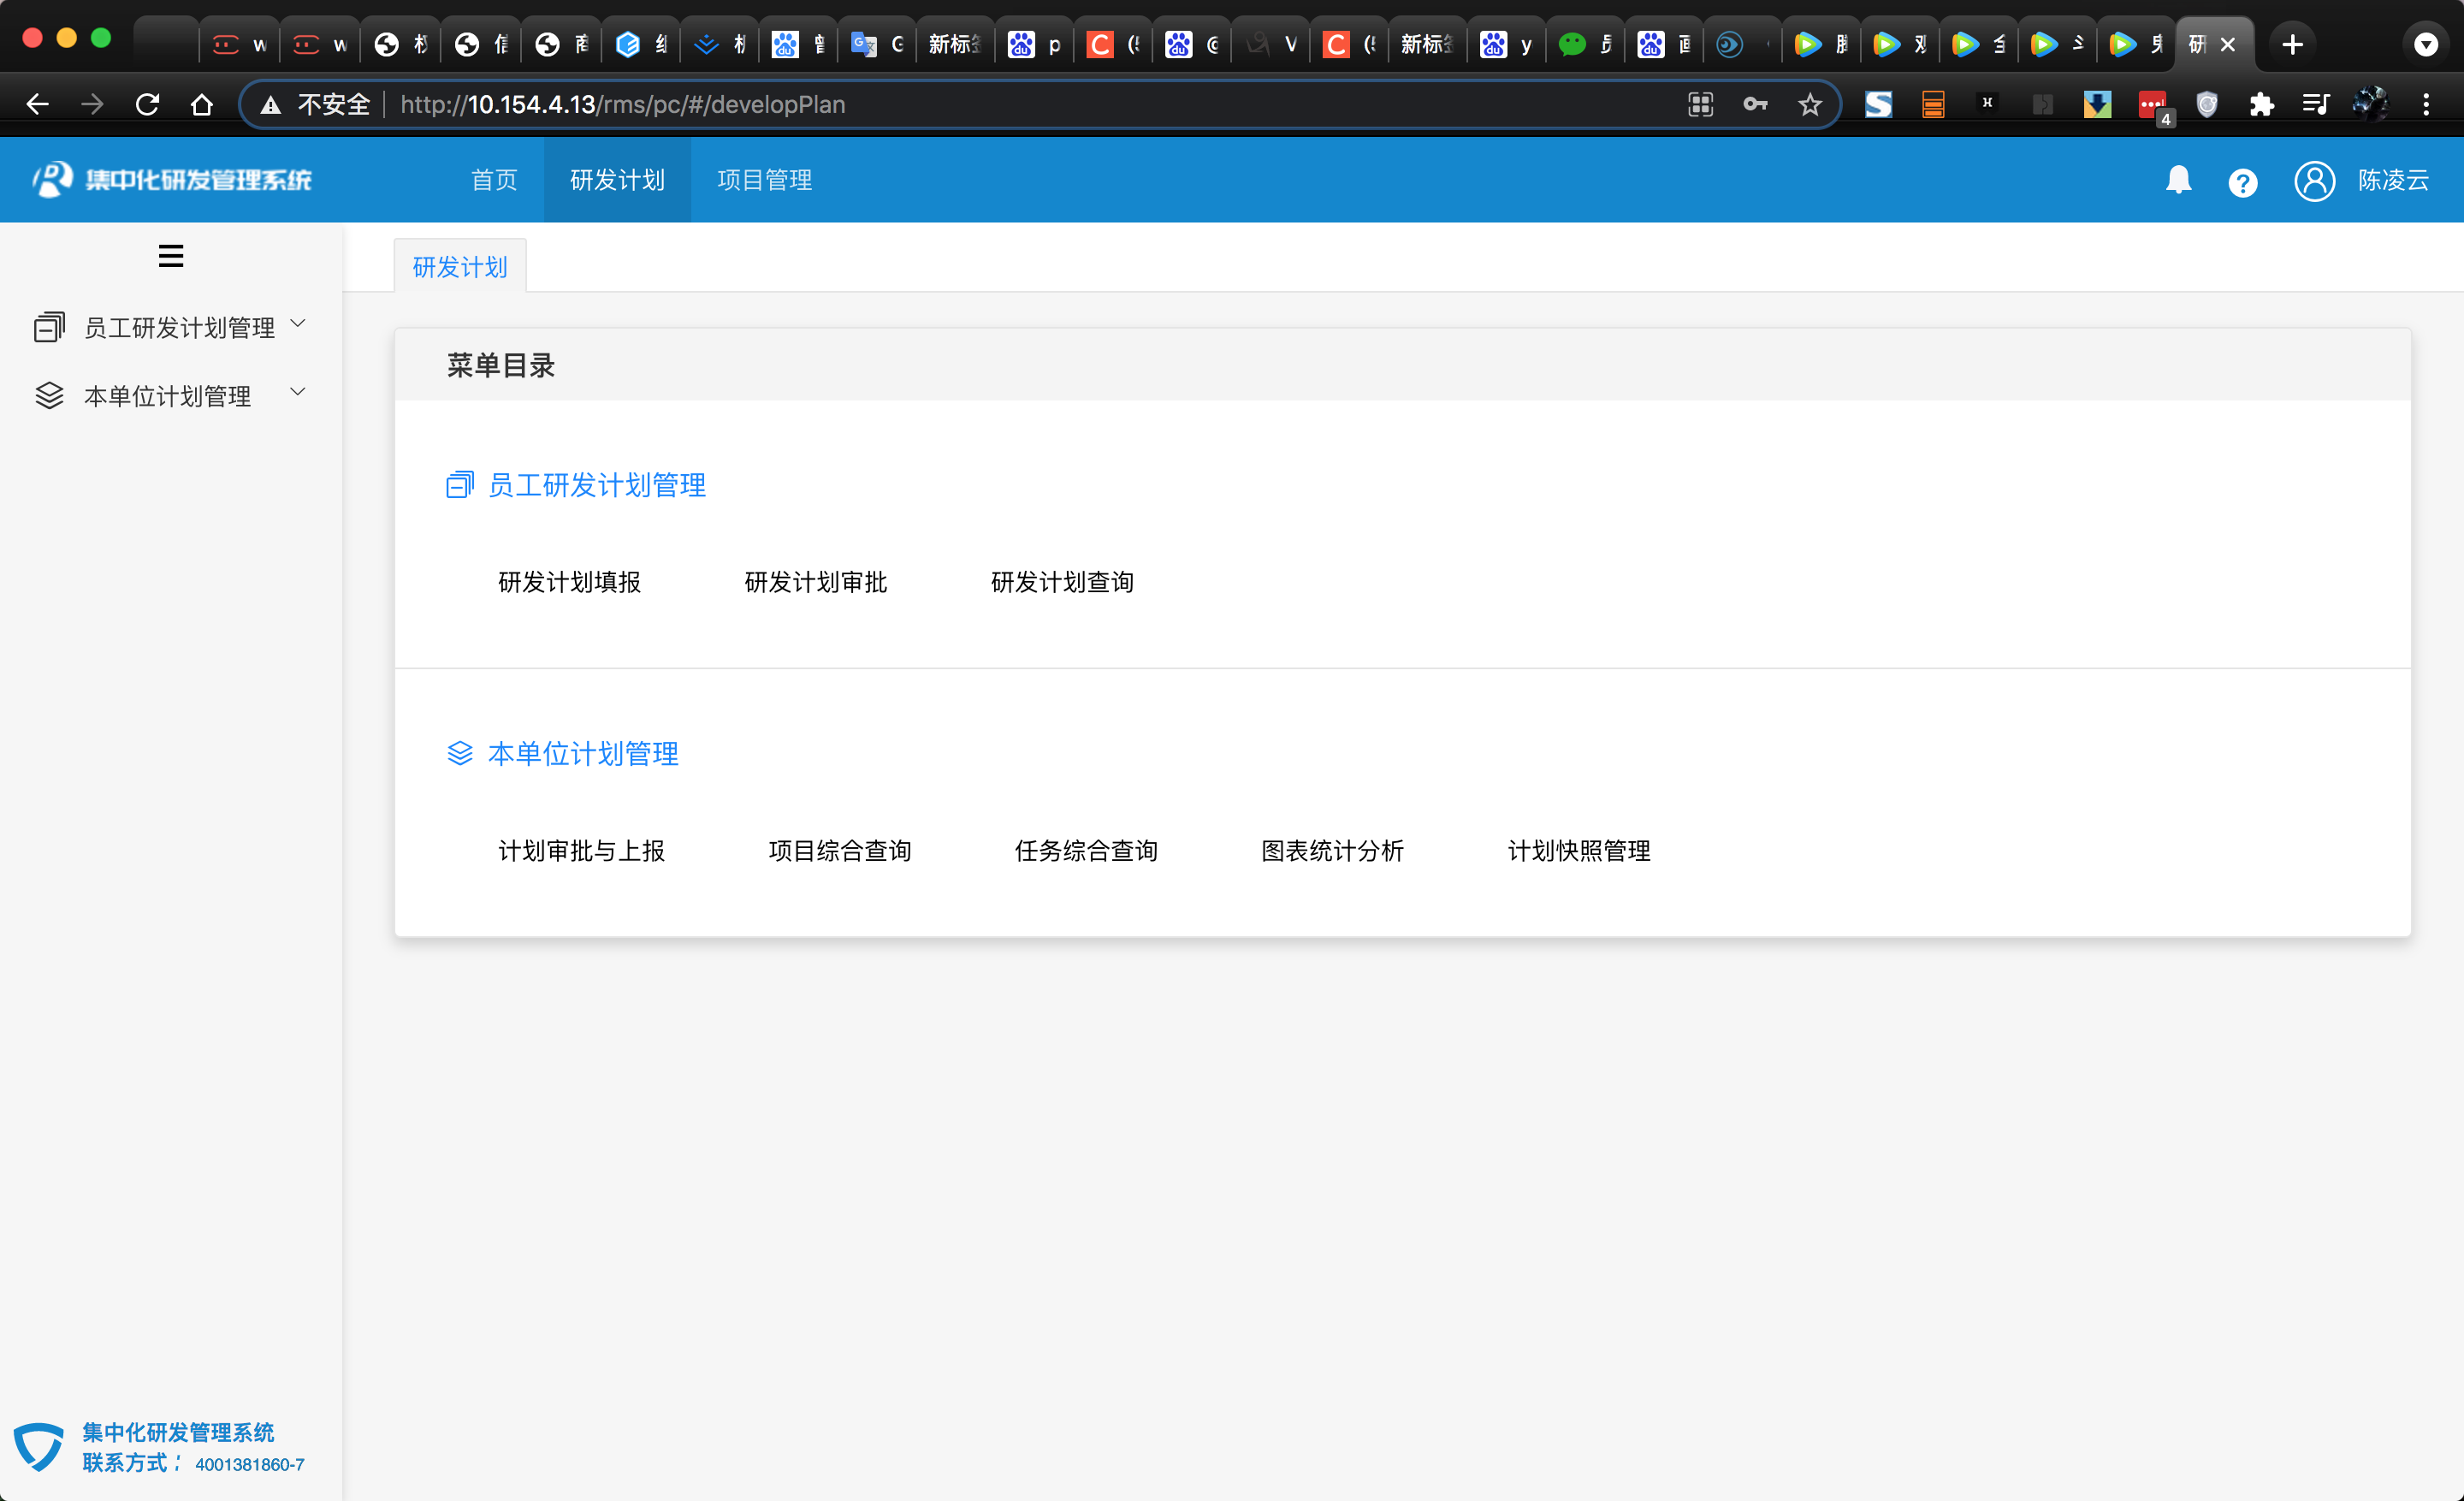 新标
新标
研
4
不安全 http://10.154.4.13/rms/pc/#/developPlan
集中化研发管理系统 首页 研发计划 项目管理 陈凌云
研发计划
员工研发计划管理
本单位计划管理
菜单目录
员工研发计划管理
研发计划填报 研发计划审批 研发计划查询
本单位计划管理
计划审批与上报 项目综合查询 任务综合查询 图表统计分析 计划快照管理
集中化研发管理系统
联系方式： 4001381860-7